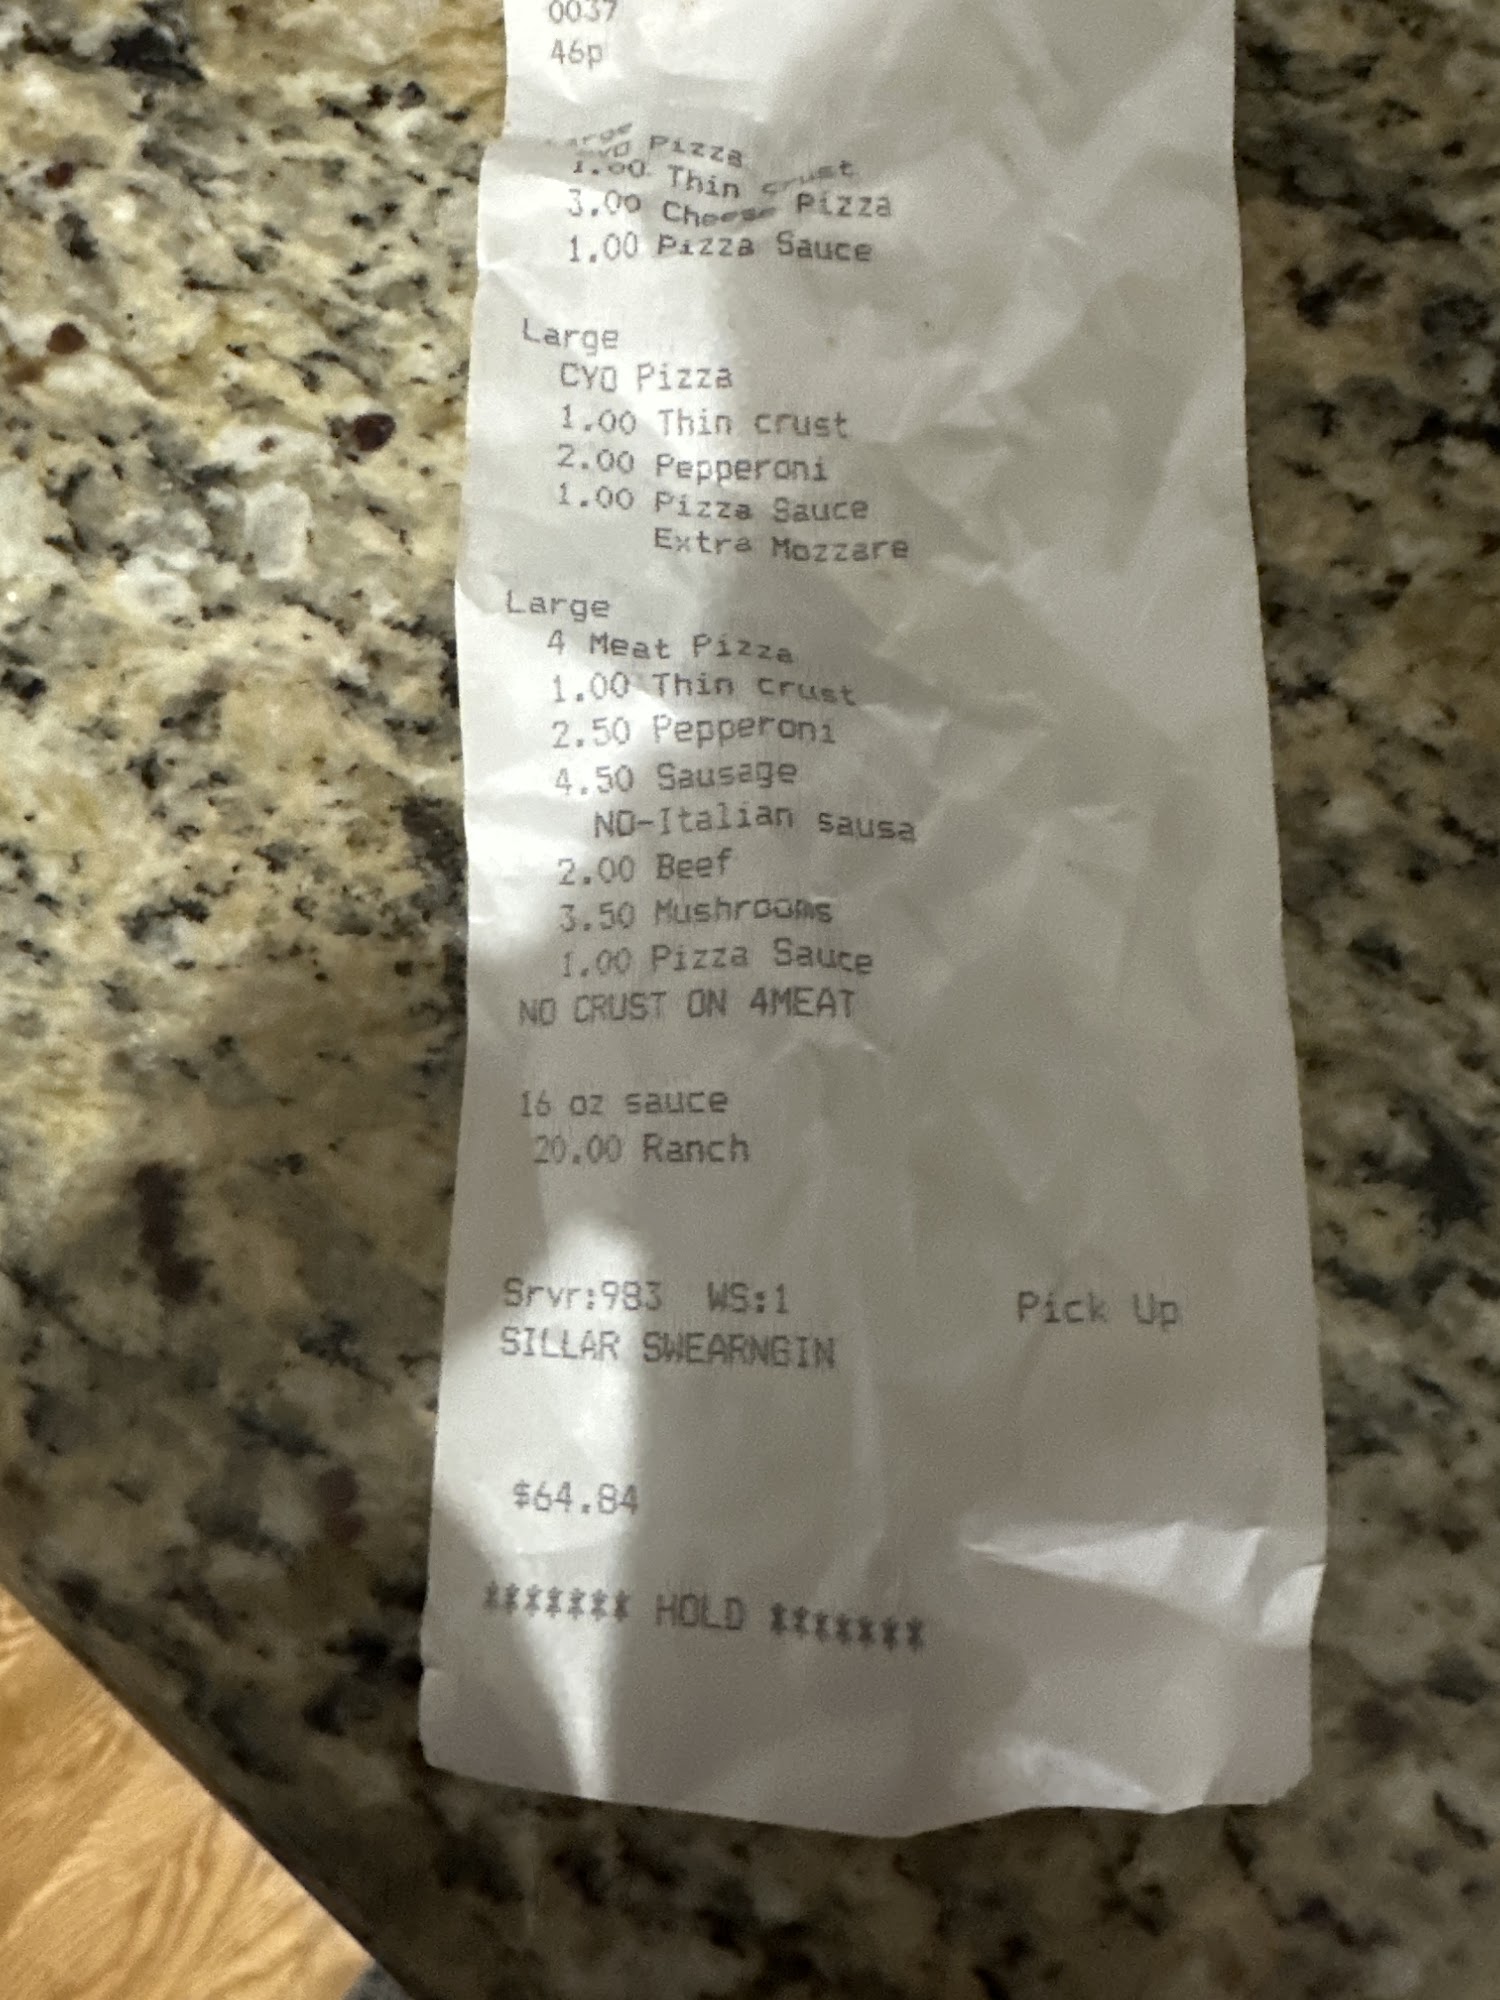 0037
46p
Large
CYO Pizza
1.00 Thin crust
3.00 Cheese Pizza
1.00 Pizza Sauce
Large
CYO Pizza
1.00 Thin crust
2.00 Pepperoni
1.00 Pizza Sauce
Extra Mozzare
Large
4 Meat Pizza
1.00 Thin crust
2.50 Pepperoni
4.50 Sausage
NO-Italian sausa
2.00 Beef
3.50 Mushrooms
1.00 Pizza Sauce
NO CRUST ON 4MEAT
16 oz sauce
20.00 Ranch
Srvr:983 WS:1 Pick Up
SILLAR SWEARNGIN
$64.84
******* HOLD *******